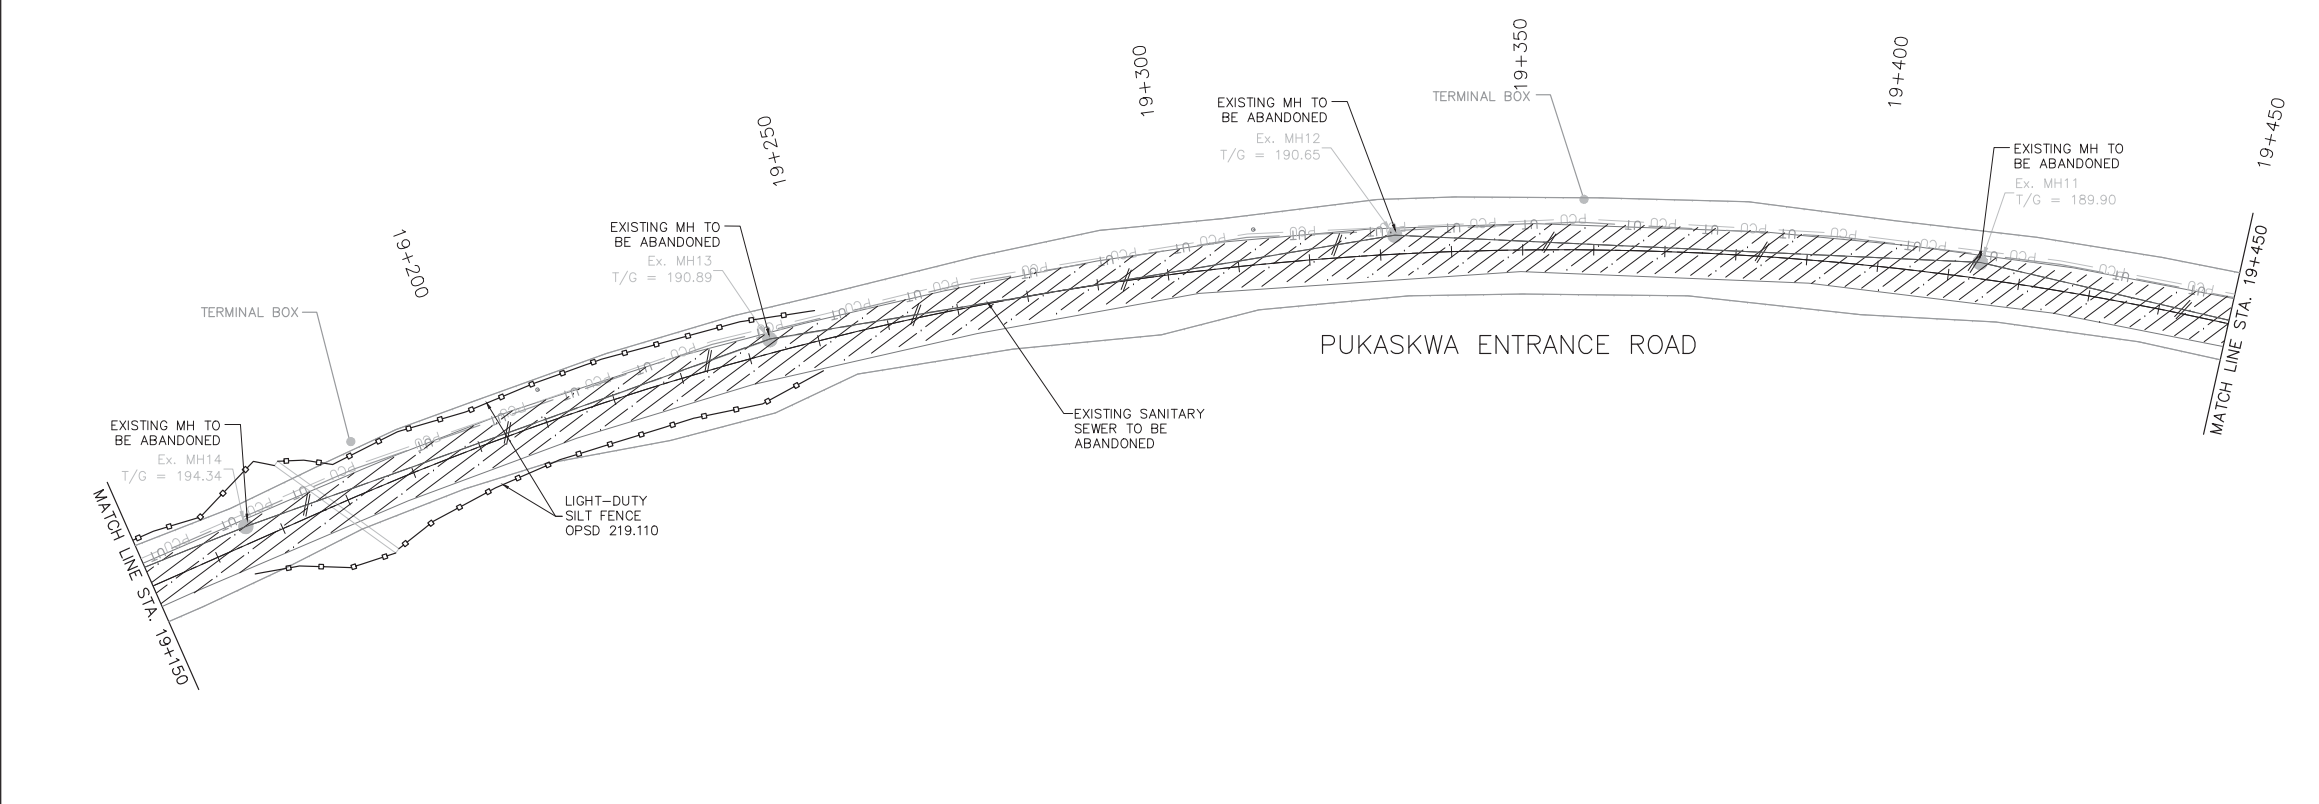 19+200
19+250
19+300
19+350
19+400
19+450
TERMINAL BOX
EXISTING MH TO
BE ABANDONED
Ex. MH14
T/G = 194.34
EXISTING MH TO
BE ABANDONED
Ex. MH13
T/G = 190.89
EXISTING MH TO
BE ABANDONED
Ex. MH12
T/G = 190.65
TERMINAL BOX
EXISTING MH TO
BE ABANDONED
Ex. MH11
T/G = 189.90
LIGHT-DUTY
SILT FENCE
OPSD 219.110
EXISTING SANITARY
SEWER TO BE
ABANDONED
PUKASKWA ENTRANCE ROAD
MATCH LINE STA. 19+150
MATCH LINE STA. 19+450